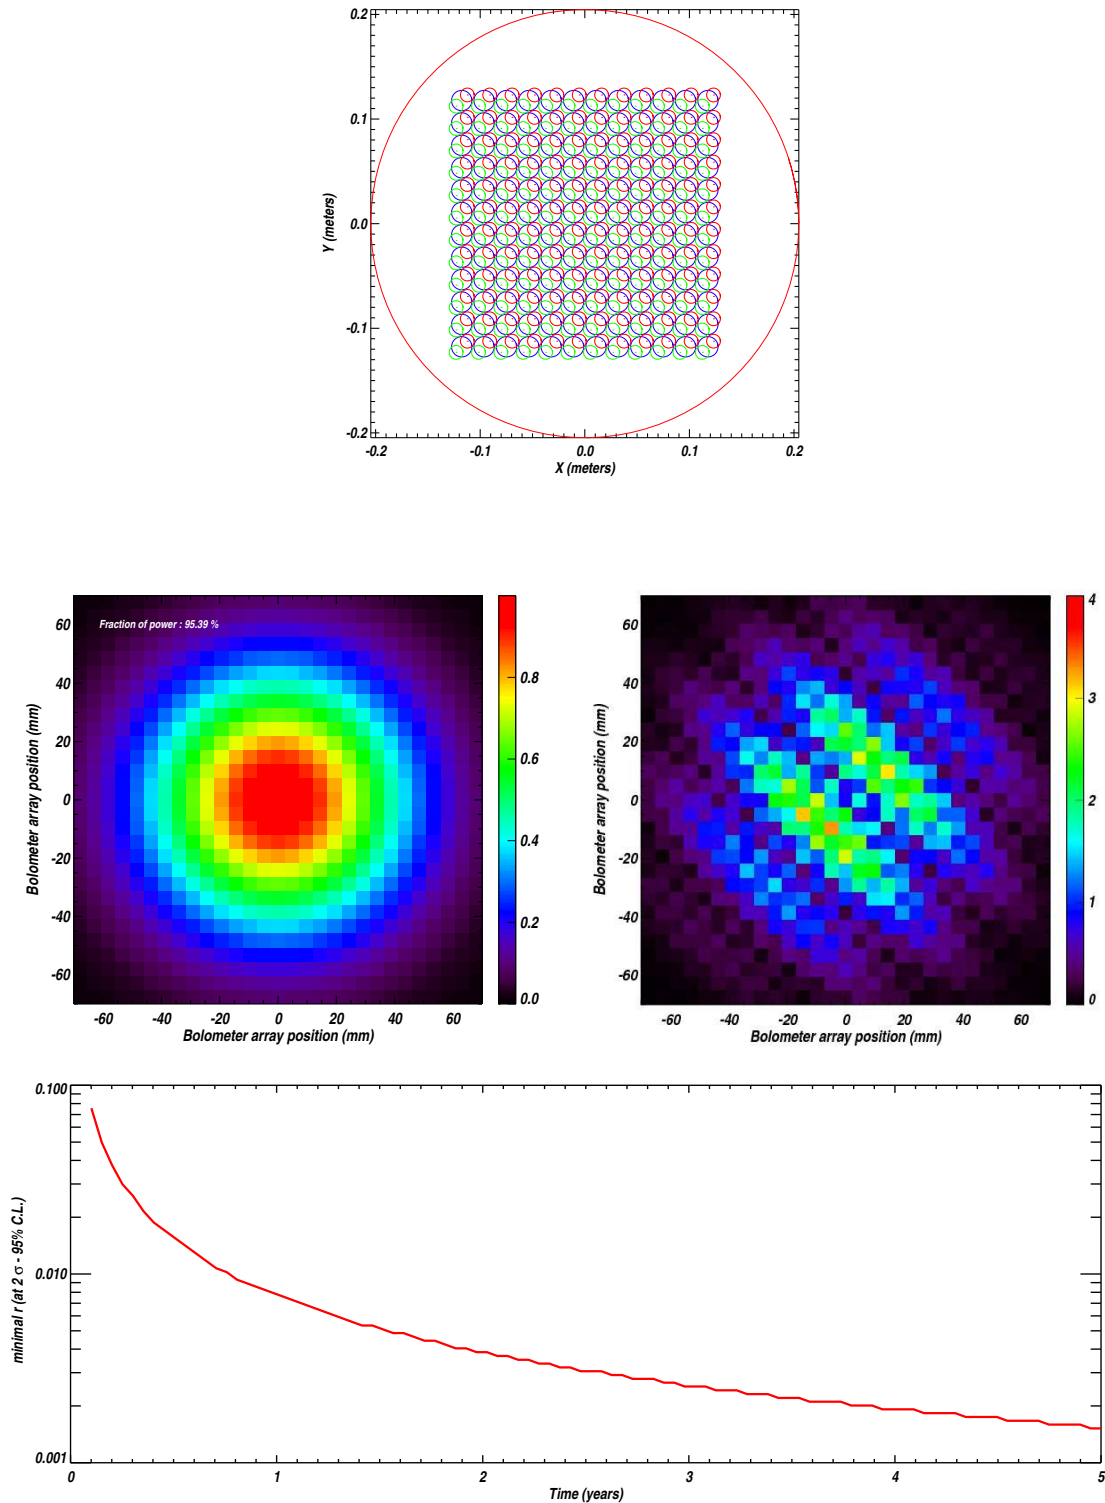 0.2
0.1
0.0
-0.1
-0.2
Y (meters)
-0.2 -0.1 0.0 0.1 0.2
X (meters)
Fraction of power : 95.39 %
60
40
20
0
-20
-40
-60
Bolometer array position (mm)
-60 -40 -20 0 20 40 60
Bolometer array position (mm)
0.8
0.6
0.4
0.2
0.0
60
40
20
0
-20
-40
-60
Bolometer array position (mm)
-60 -40 -20 0 20 40 60
Bolometer array position (mm)
4
3
2
1
0
0.100
0.010
0.001
minimal r (at 2 σ - 95% C.L.)
0 1 2 3 4 5
Time (years)